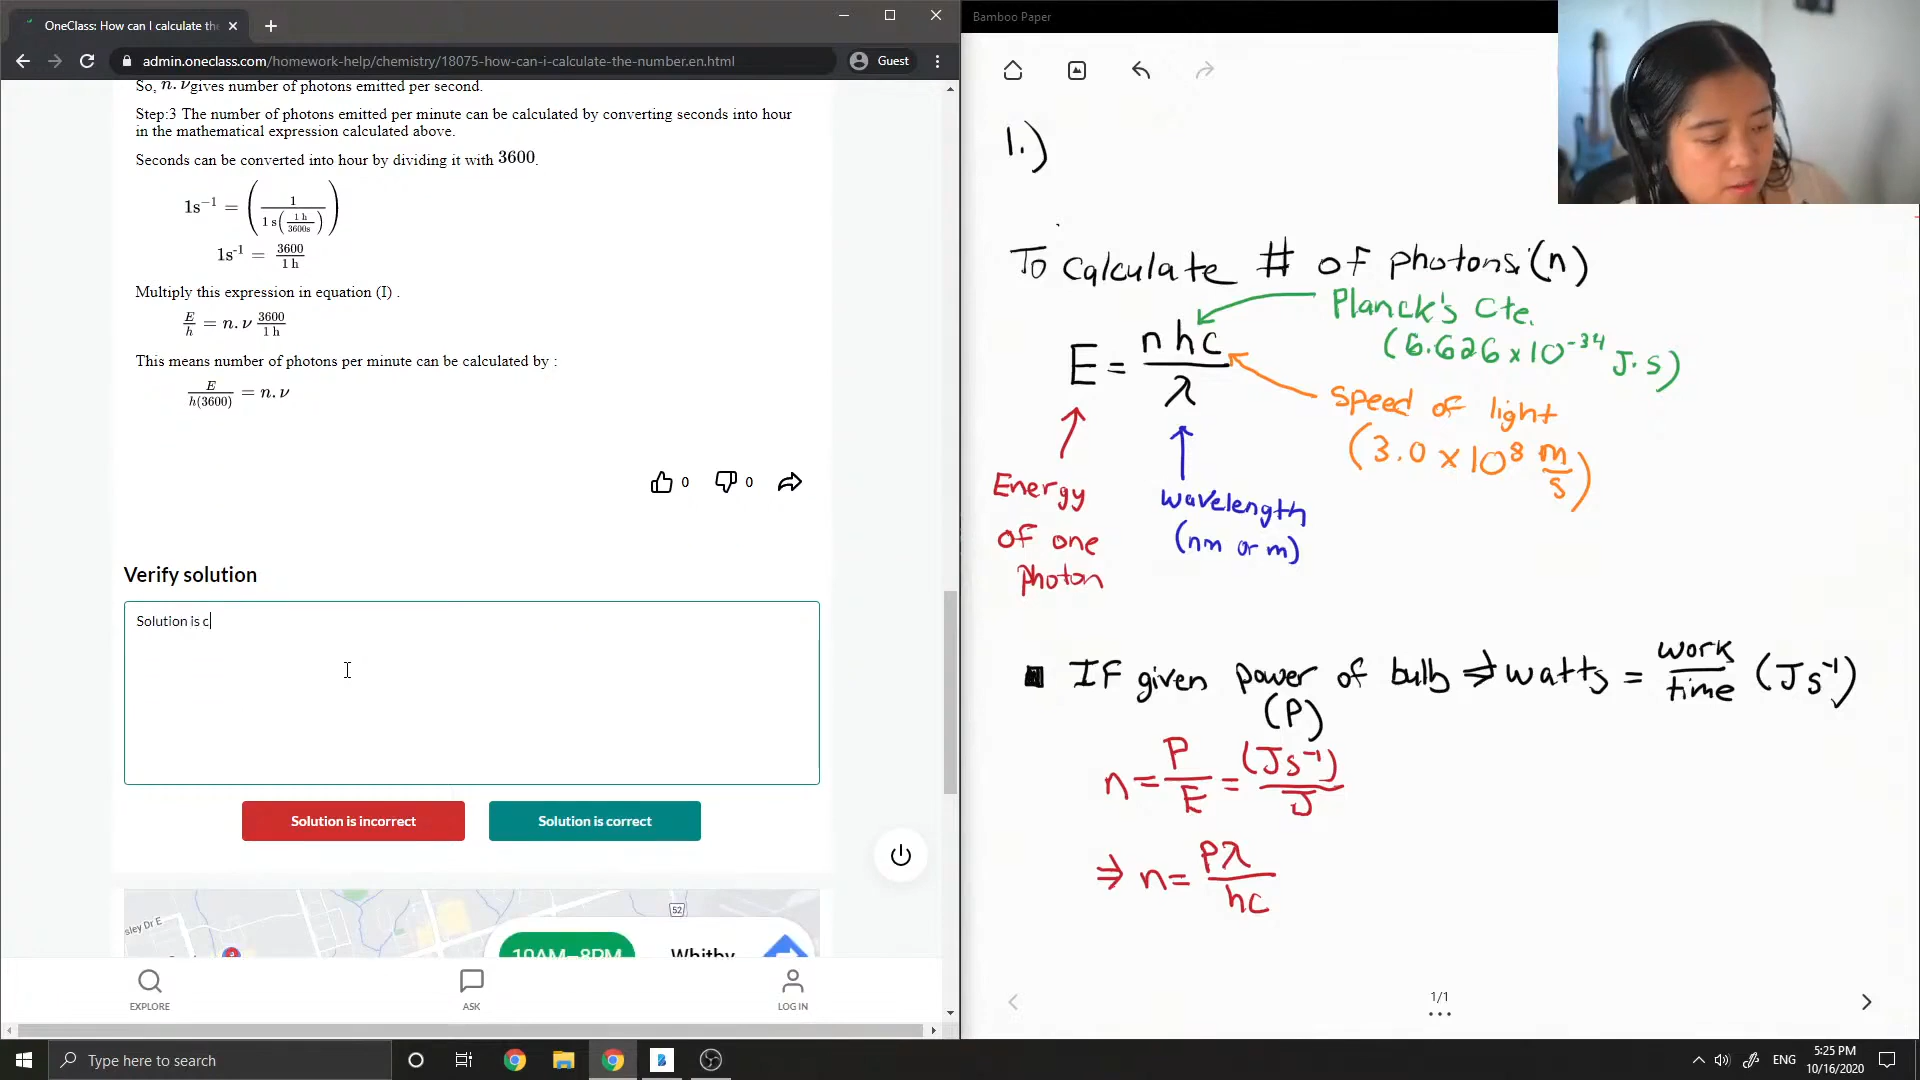 OneClass: How can I calculate the
admin.oneclass.com/homework-help/chemistry/18075-how-can-i-calculate-the-number.en.html
Guest
So, n.ν gives number of photons emitted per second.
Step:3 The number of photons emitted per minute can be calculated by converting seconds into hour
in the mathematical expression calculated above.
Seconds can be converted into hour by dividing it with 3600.
1s⁻¹ = (1 / (1 s(1 h / 3600s)))
1s⁻¹ = 3600 / 1 h
Multiply this expression in equation (I) .
E/h = n.ν 3600 / 1 h
This means number of photons per minute can be calculated by :
E / h(3600) = n.ν
0
0
Verify solution
Solution is c
Solution is incorrect
Solution is correct
sley Dr E
52
10AM–8PM
Whitby
EXPLORE
ASK
LOG IN
Bamboo Paper
1.)
To calculate # of photons:(n)
Planck's Cte.
(6.626 x 10⁻³⁴ J.s)
E = nhc / λ
speed of light
(3.0 x 10⁸ m/s)
Energy
of one
photon
wavelength
(nm or m)
IF given power of bulb ⇒ watts = work / time (Js⁻¹)
(P)
n = P/E = (Js⁻¹) / J
⇒ n = Pλ / hc
1/1
Type here to search
ENG
5:25 PM
10/16/2020